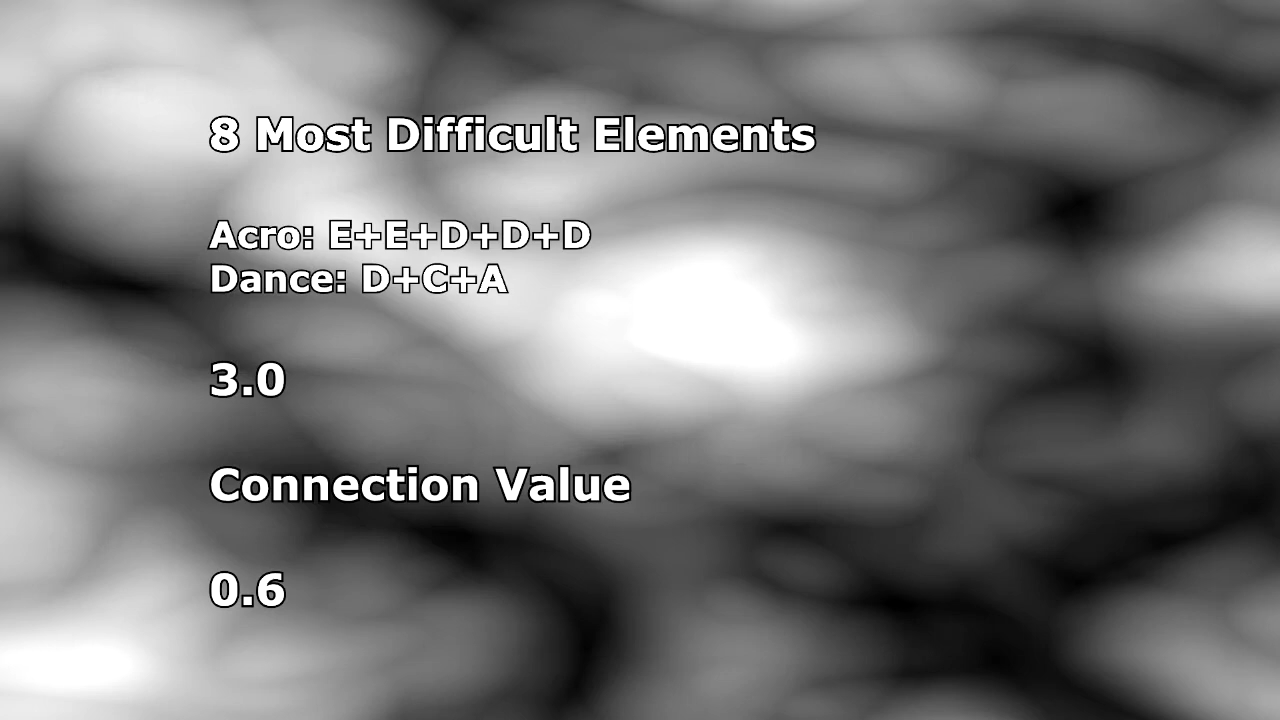 8 Most Difficult Elements
Acro: E+E+D+D+D
Dance: D+C+A
3.0
Connection Value
0.6